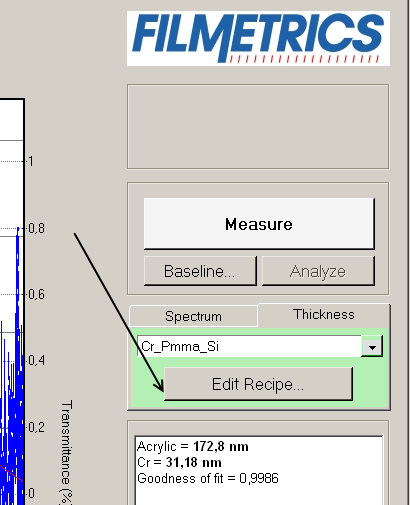 FILMETRICS
1
0,8
0,6
0,4
0,2
0
Transmittance (%
Measure
Baseline...
Analyze
Spectrum
Thickness
Cr_Pmma_Si
Edit Recipe...
Acrylic = 172,8 nm
Cr = 31,18 nm
Goodness of fit = 0,9986